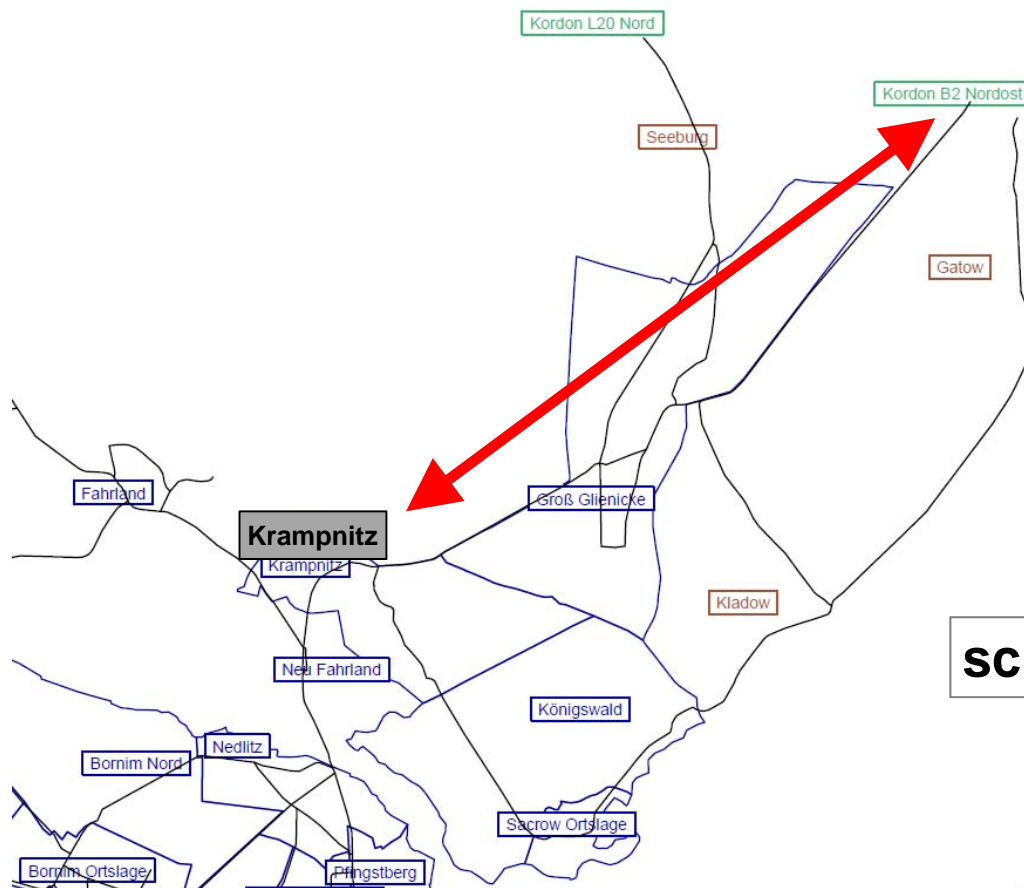 Kordon L20 Nord
Kordon B2 Nordost
Seeburg
Gatow
Fahrland
Groß Glienicke
Krampnitz
Krampnitz
Kladow
sc
Neu Fahrland
Königswald
Nedlitz
Bornim Nord
Sacrow Ortslage
Bornim Ortslage
Pfingstberg